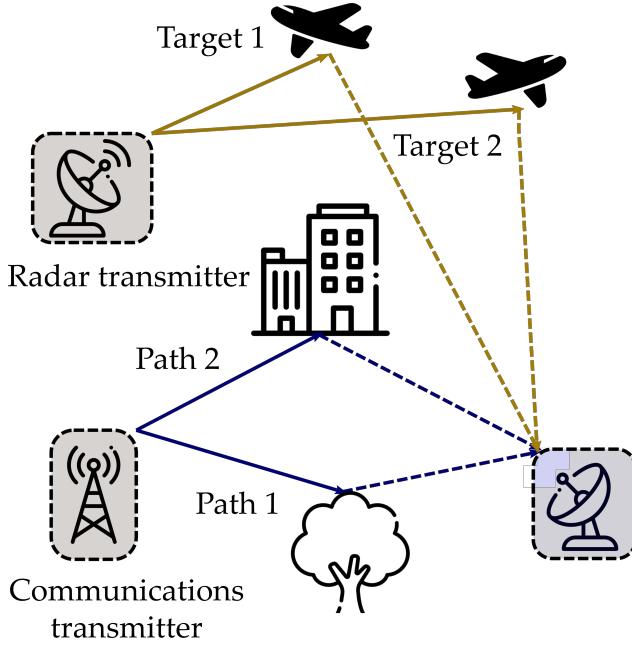 Target 1
Target 2
Radar transmitter
Path 2
Path 1
Communications
transmitter